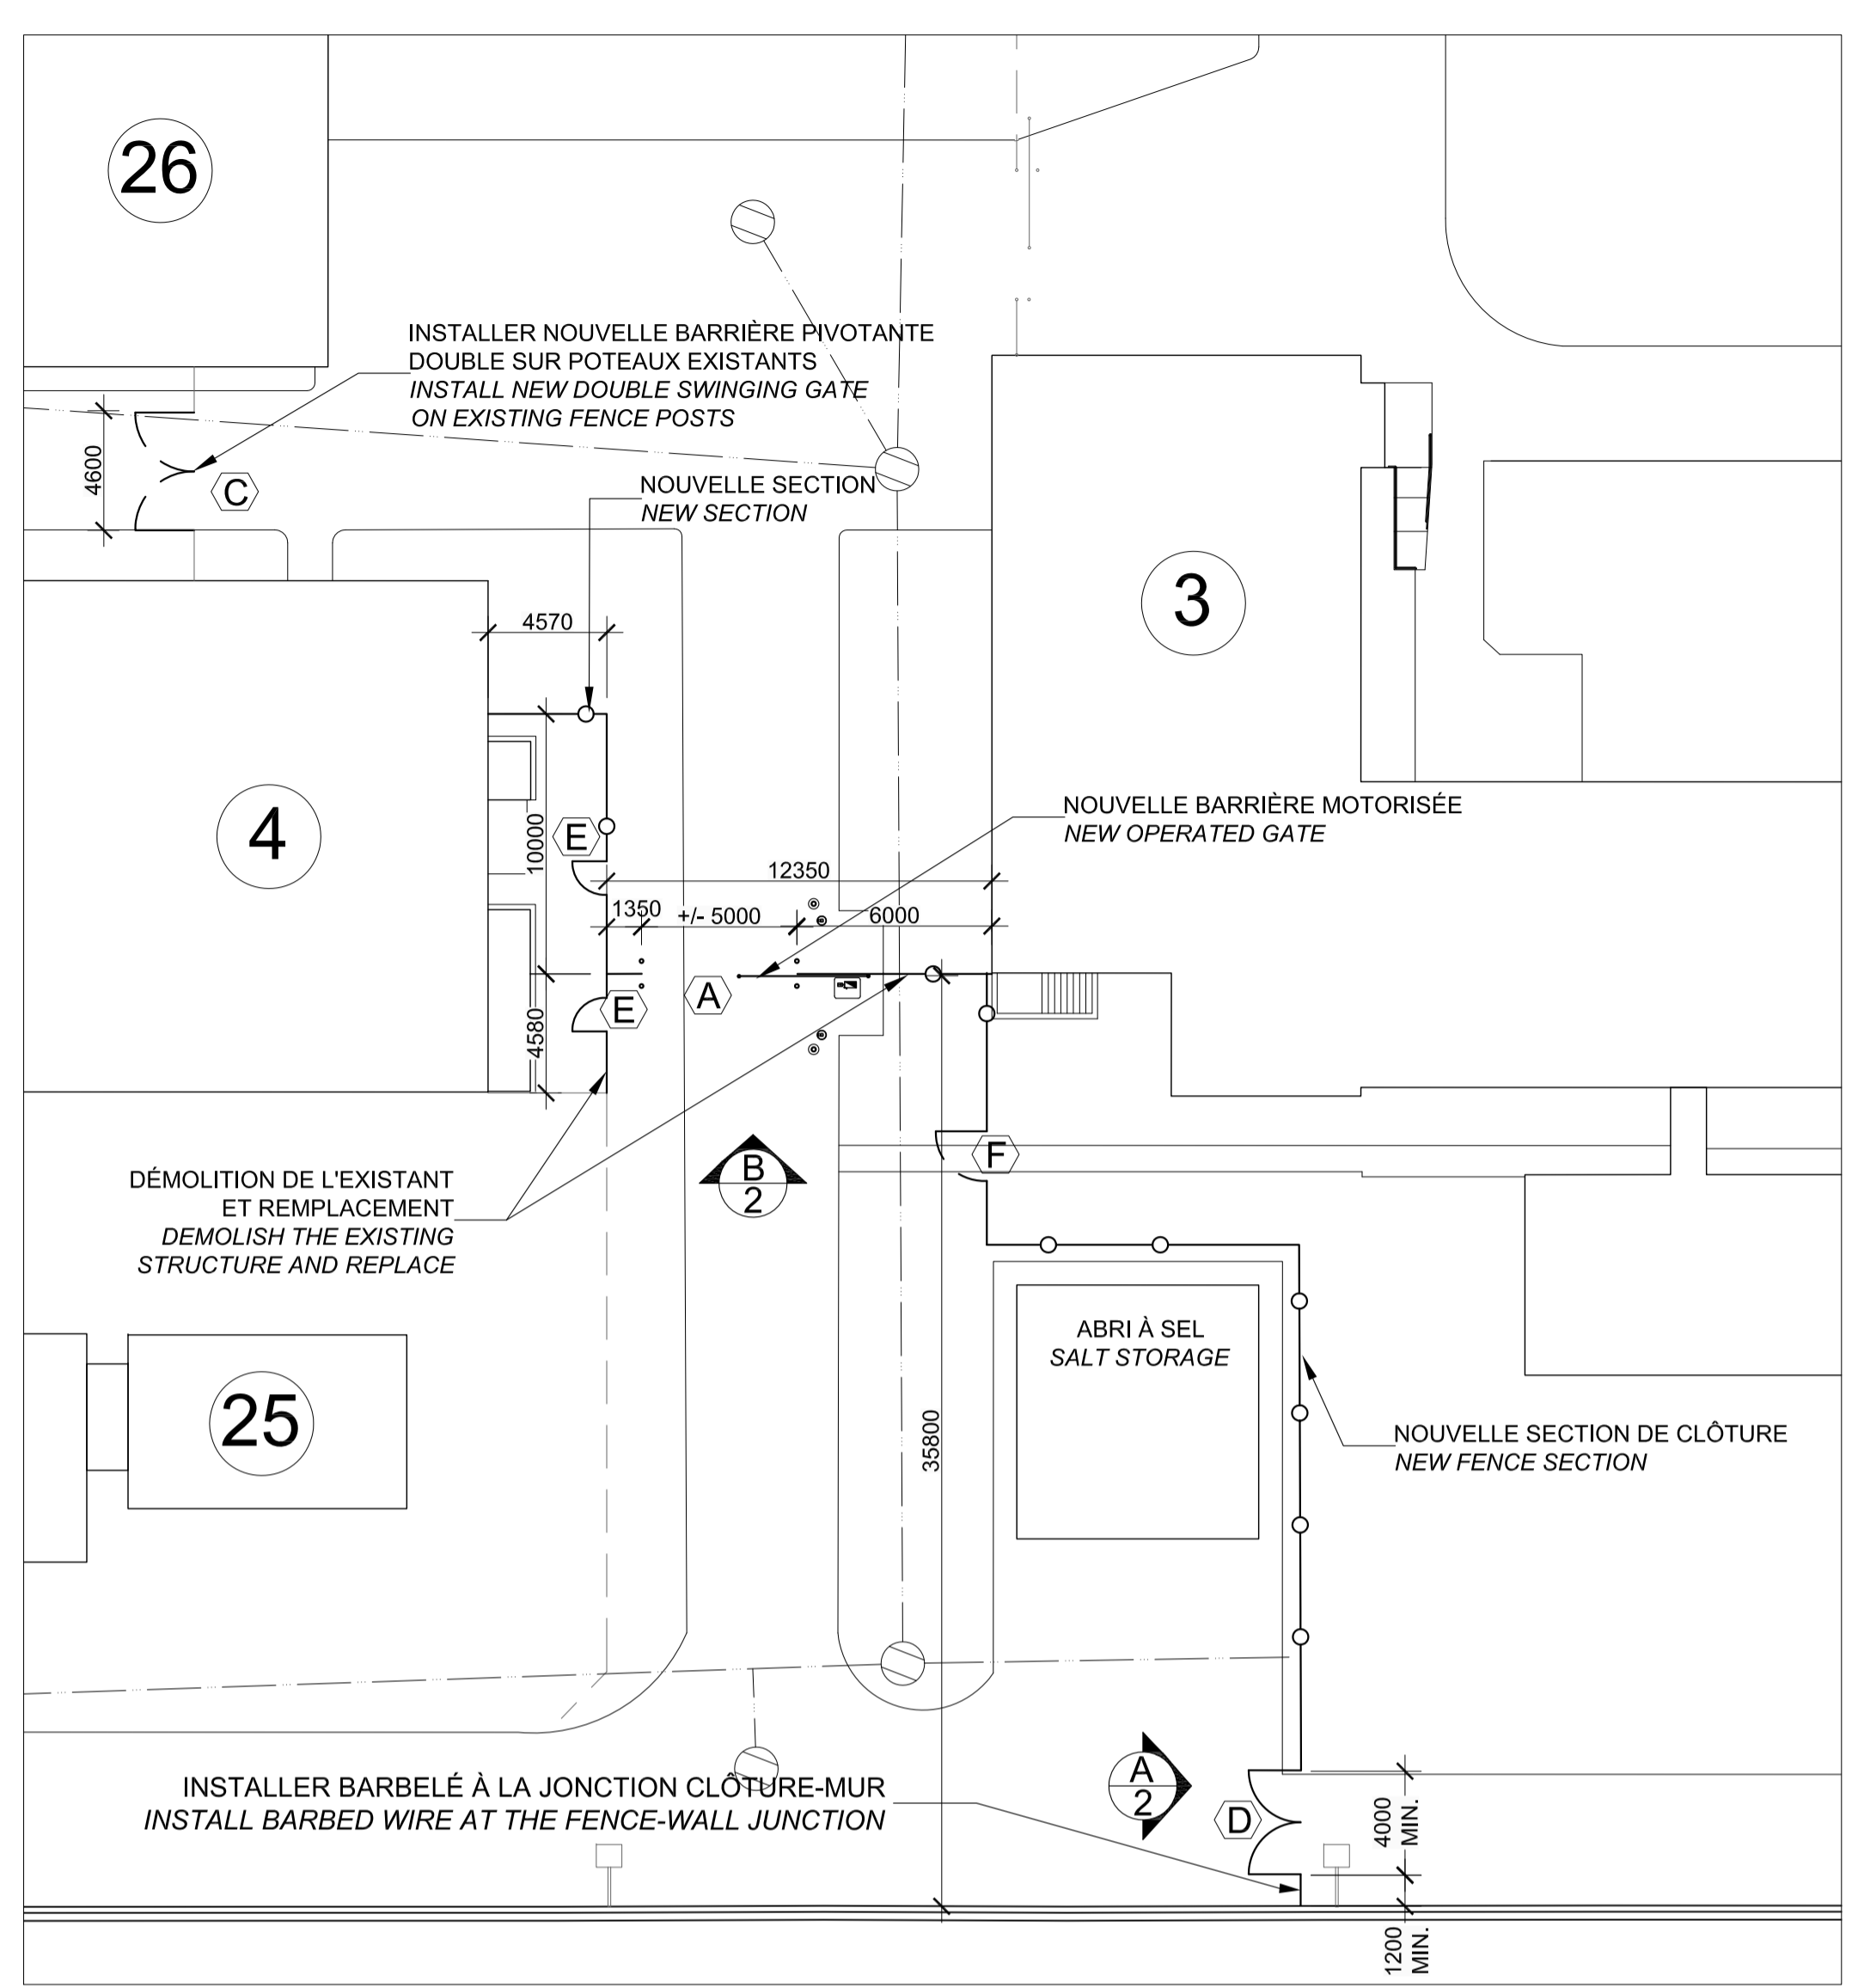 26
INSTALLER NOUVELLE BARRIÈRE PIVOTANTE
DOUBLE SUR POTEAUX EXISTANTS
INSTALL NEW DOUBLE SWINGING GATE
ON EXISTING FENCE POSTS
4600
C
NOUVELLE SECTION
NEW SECTION
3
4570
4
10000
E
NOUVELLE BARRIÈRE MOTORISÉE
NEW OPERATED GATE
12350
1350
+/- 5000
6000
A
E
4580
F
B
2
DÉMOLITION DE L'EXISTANT
ET REMPLACEMENT
DEMOLISH THE EXISTING
STRUCTURE AND REPLACE
ABRI À SEL
SALT STORAGE
25
35800
NOUVELLE SECTION DE CLÔTURE
NEW FENCE SECTION
INSTALLER BARBELÉ À LA JONCTION CLÔTURE-MUR
INSTALL BARBED WIRE AT THE FENCE-WALL JUNCTION
A
2
D
4000
MIN.
1200
MIN.